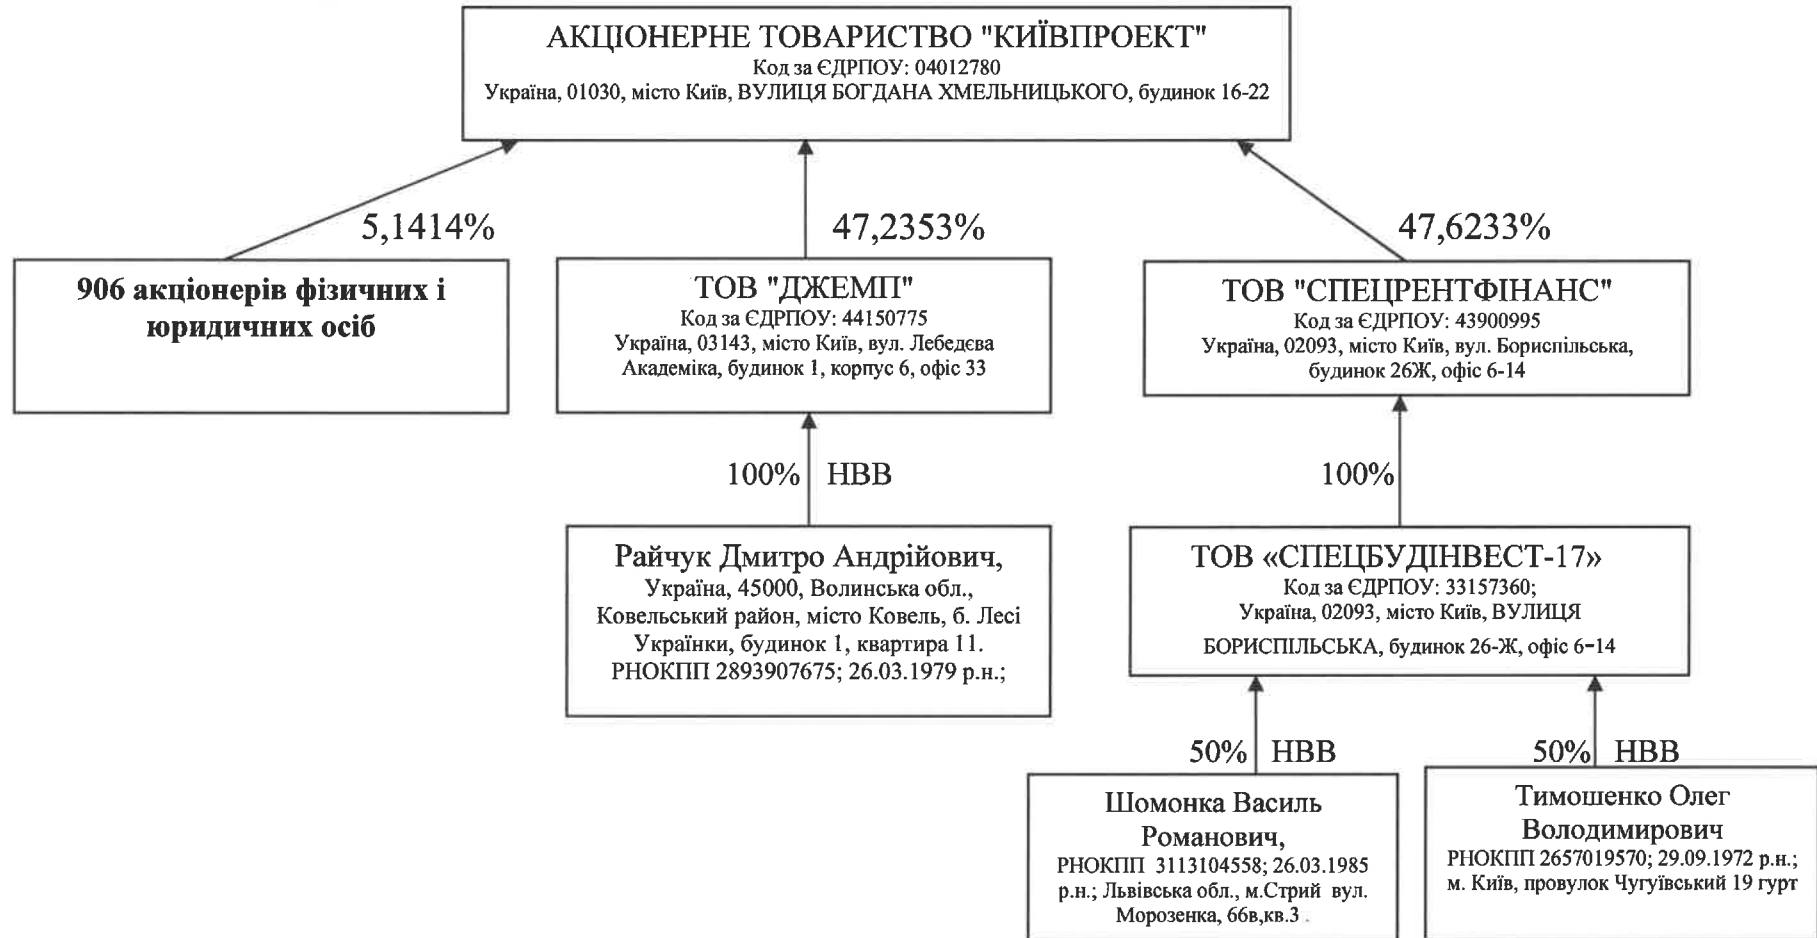 АКЦІОНЕРНЕ ТОВАРИСТВО "КИЇВПРОЕКТ"
Код за ЄДРПОУ: 04012780
Україна, 01030, місто Київ, ВУЛИЦЯ БОГДАНА ХМЕЛЬНИЦЬКОГО, будинок 16-22
5,1414%
47,2353%
47,6233%
906 акціонерів фізичних і
юридичних осіб
ТОВ "ДЖЕМП"
Код за ЄДРПОУ: 44150775
Україна, 03143, місто Київ, вул. Лебедєва
Академіка, будинок 1, корпус 6, офіс 33
ТОВ "СПЕЦРЕНТФІНАНС"
Код за ЄДРПОУ: 43900995
Україна, 02093, місто Київ, вул. Бориспільська,
будинок 26Ж, офіс 6-14
100% НВВ
100%
Райчук Дмитро Андрійович,
Україна, 45000, Волинська обл.,
Ковельський район, місто Ковель, б. Лесі
Українки, будинок 1, квартира 11.
РНОКПП 2893907675; 26.03.1979 р.н.;
ТОВ «СПЕЦБУДІНВЕСТ-17»
Код за ЄДРПОУ: 33157360;
Україна, 02093, місто Київ, ВУЛИЦЯ
БОРИСПІЛЬСЬКА, будинок 26-Ж, офіс 6-14
50% НВВ
50% НВВ
Шомонка Василь
Романович,
РНОКПП 3113104558; 26.03.1985
р.н.; Львівська обл., м.Стрий вул.
Морозенка, 66в,кв.3 .
Тимошенко Олег
Володимирович
РНОКПП 2657019570; 29.09.1972 р.н.;
м. Київ, провулок Чугуївський 19 гурт